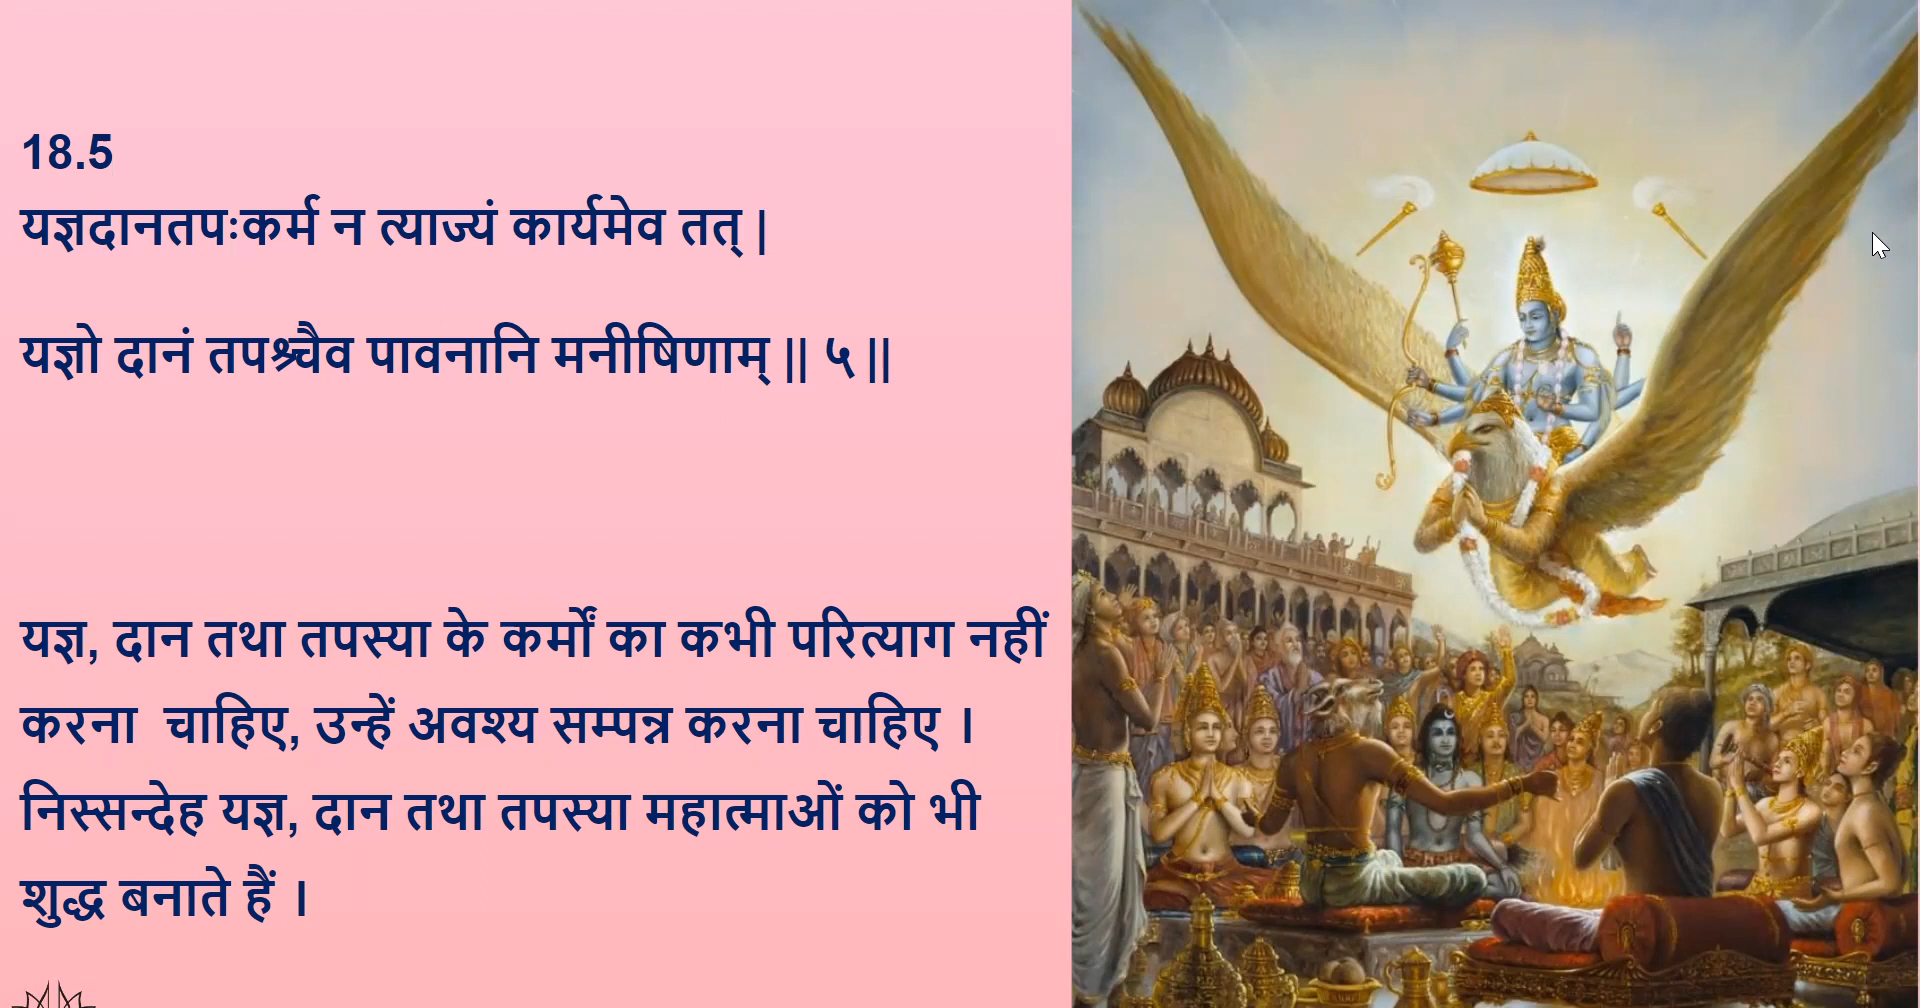 18.5
यज्ञदानतपःकर्म न त्याज्यं कार्यमेव तत् |
यज्ञो दानं तपश्र्चैव पावनानि मनीषिणाम् || ५ ||
यज्ञ, दान तथा तपस्या के कर्मों का कभी परित्याग नहीं
करना चाहिए, उन्हें अवश्य सम्पन्न करना चाहिए ।
निस्सन्देह यज्ञ, दान तथा तपस्या महात्माओं को भी
शुद्ध बनाते हैं ।